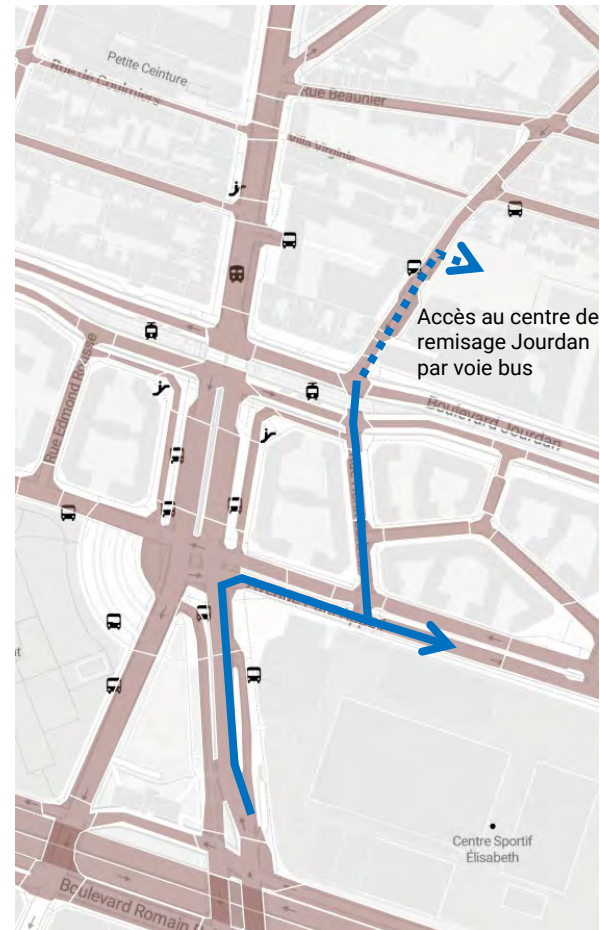 Petite Ceinture
Rue de Coulmiers
Rue Beaunier
Villa Virginie
Accès au centre de
remisage Jourdan
par voie bus
Rue Edmond Rousse
Boulevard Jourdan
Centre Sportif
Élisabeth
Boulevard Romain